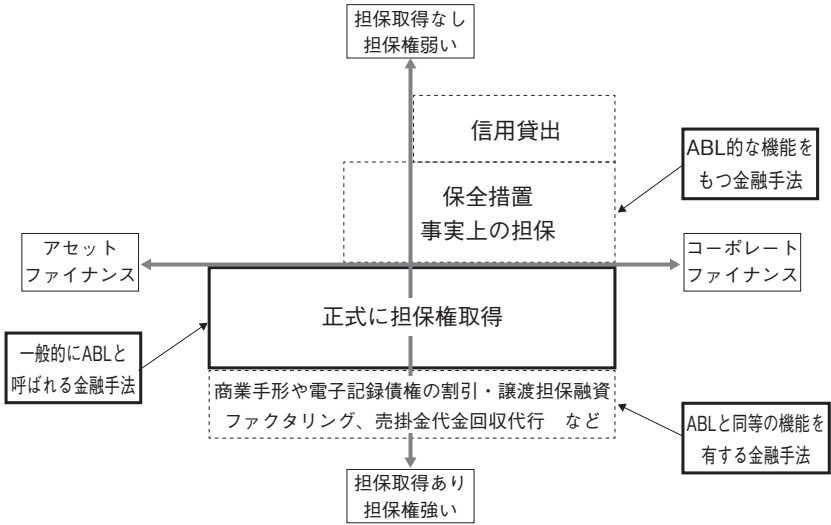 担保取得なし
担保権弱い
信用貸出
ABL的な機能を
もつ金融手法
保全措置
事実上の担保
アセット
ファイナンス
コーポレート
ファイナンス
正式に担保権取得
一般的にABLと
呼ばれる金融手法
商業手形や電子記録債権の割引・譲渡担保融資
ファクタリング、売掛金代金回収代行　など
ABLと同等の機能を
有する金融手法
担保取得あり
担保権強い